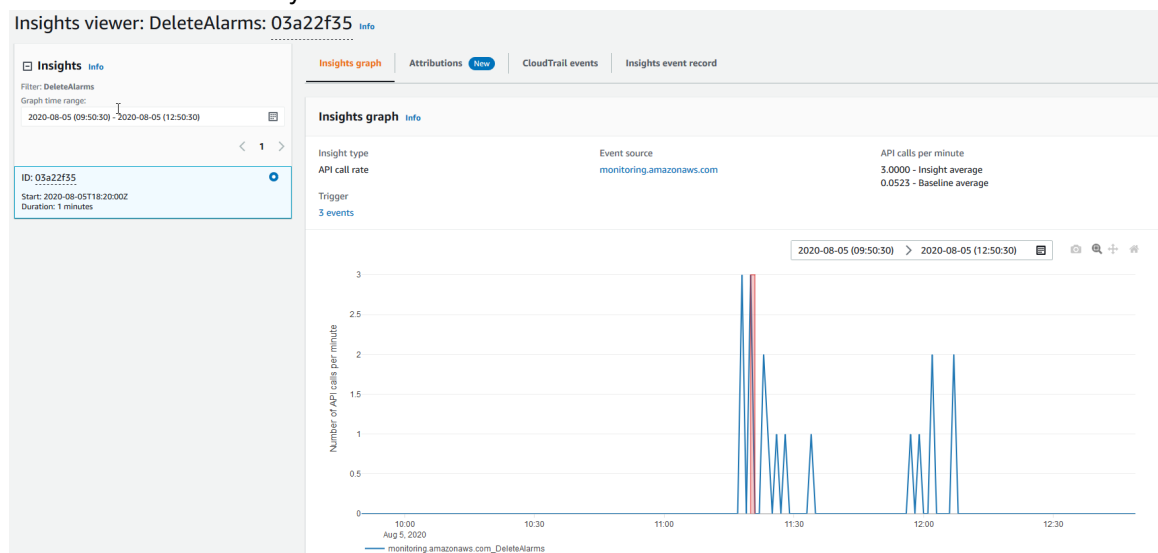 Insights viewer: DeleteAlarms: 03a22f35 Info
Insights Info
Filter: DeleteAlarms
Graph time range:
2020-08-05 (09:50:30) - 2020-08-05 (12:50:30)
< 1 >
ID: 03a22f35
Start: 2020-08-05T18:20:00Z
Duration: 1 minutes
Insights graph
Attributions New
CloudTrail events
Insights event record
Insights graph Info
Insight type
API call rate
Event source
monitoring.amazonaws.com
API calls per minute
3.0000 - Insight average
0.0523 - Baseline average
Trigger
3 events
2020-08-05 (09:50:30) > 2020-08-05 (12:50:30)
Number of API calls per minute
3
2.5
2
1.5
1
0.5
0
10:00
Aug 5, 2020
10:30
11:00
11:30
12:00
12:30
monitoring.amazonaws.com_DeleteAlarms